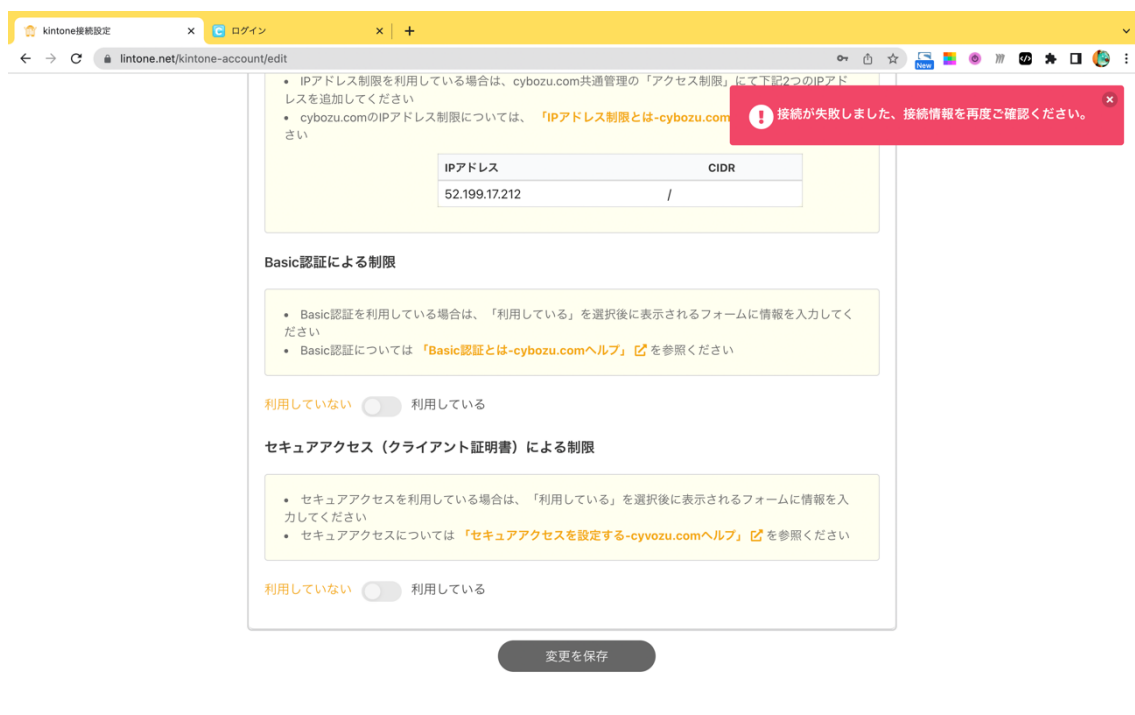 kintone接続設定
ログイン
lintone.net/kintone-account/edit
New
• IPアドレス制限を利用している場合は、cybozu.com共通管理の「アクセス制限」にて下記2つのIPアド
レスを追加してください
• cybozu.comのIPアドレス制限については、「IPアドレス制限とは-cybozu.com
さい
接続が失敗しました、接続情報を再度ご確認ください。
IPアドレス CIDR
52.199.17.212 /
Basic認証による制限
• Basic認証を利用している場合は、「利用している」を選択後に表示されるフォームに情報を入力してく
ださい
• Basic認証については「Basic認証とは-cybozu.comヘルプ」を参照ください
利用していない 利用している
セキュアアクセス（クライアント証明書）による制限
• セキュアアクセスを利用している場合は、「利用している」を選択後に表示されるフォームに情報を入
力してください
• セキュアアクセスについては「セキュアアクセスを設定する-cyvozu.comヘルプ」を参照ください
利用していない 利用している
変更を保存